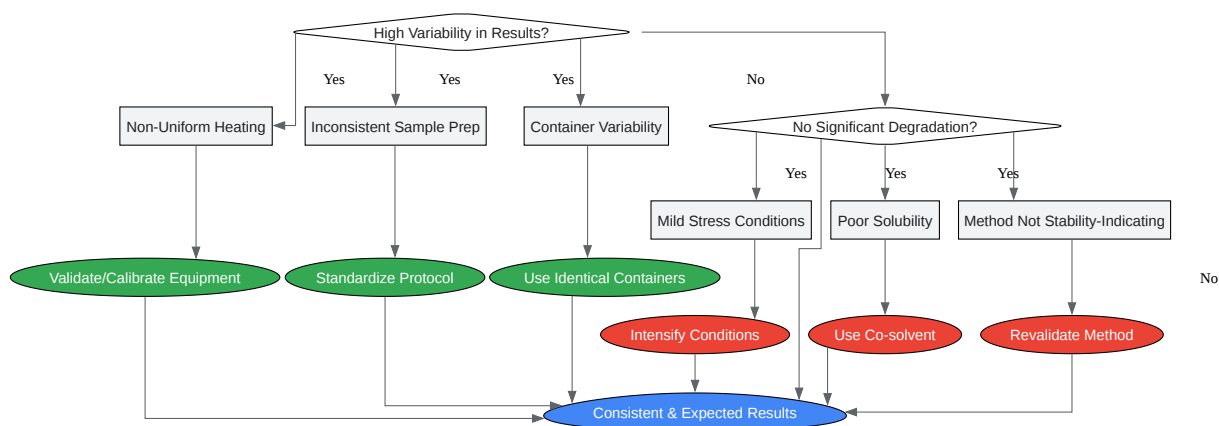 High Variability in Results?
Yes
Yes
Yes
No
Non-Uniform Heating
Inconsistent Sample Prep
Container Variability
No Significant Degradation?
Yes
Yes
Yes
Mild Stress Conditions
Poor Solubility
Method Not Stability-Indicating
Validate/Calibrate Equipment
Standardize Protocol
Use Identical Containers
No
Intensify Conditions
Use Co-solvent
Revalidate Method
Consistent & Expected Results